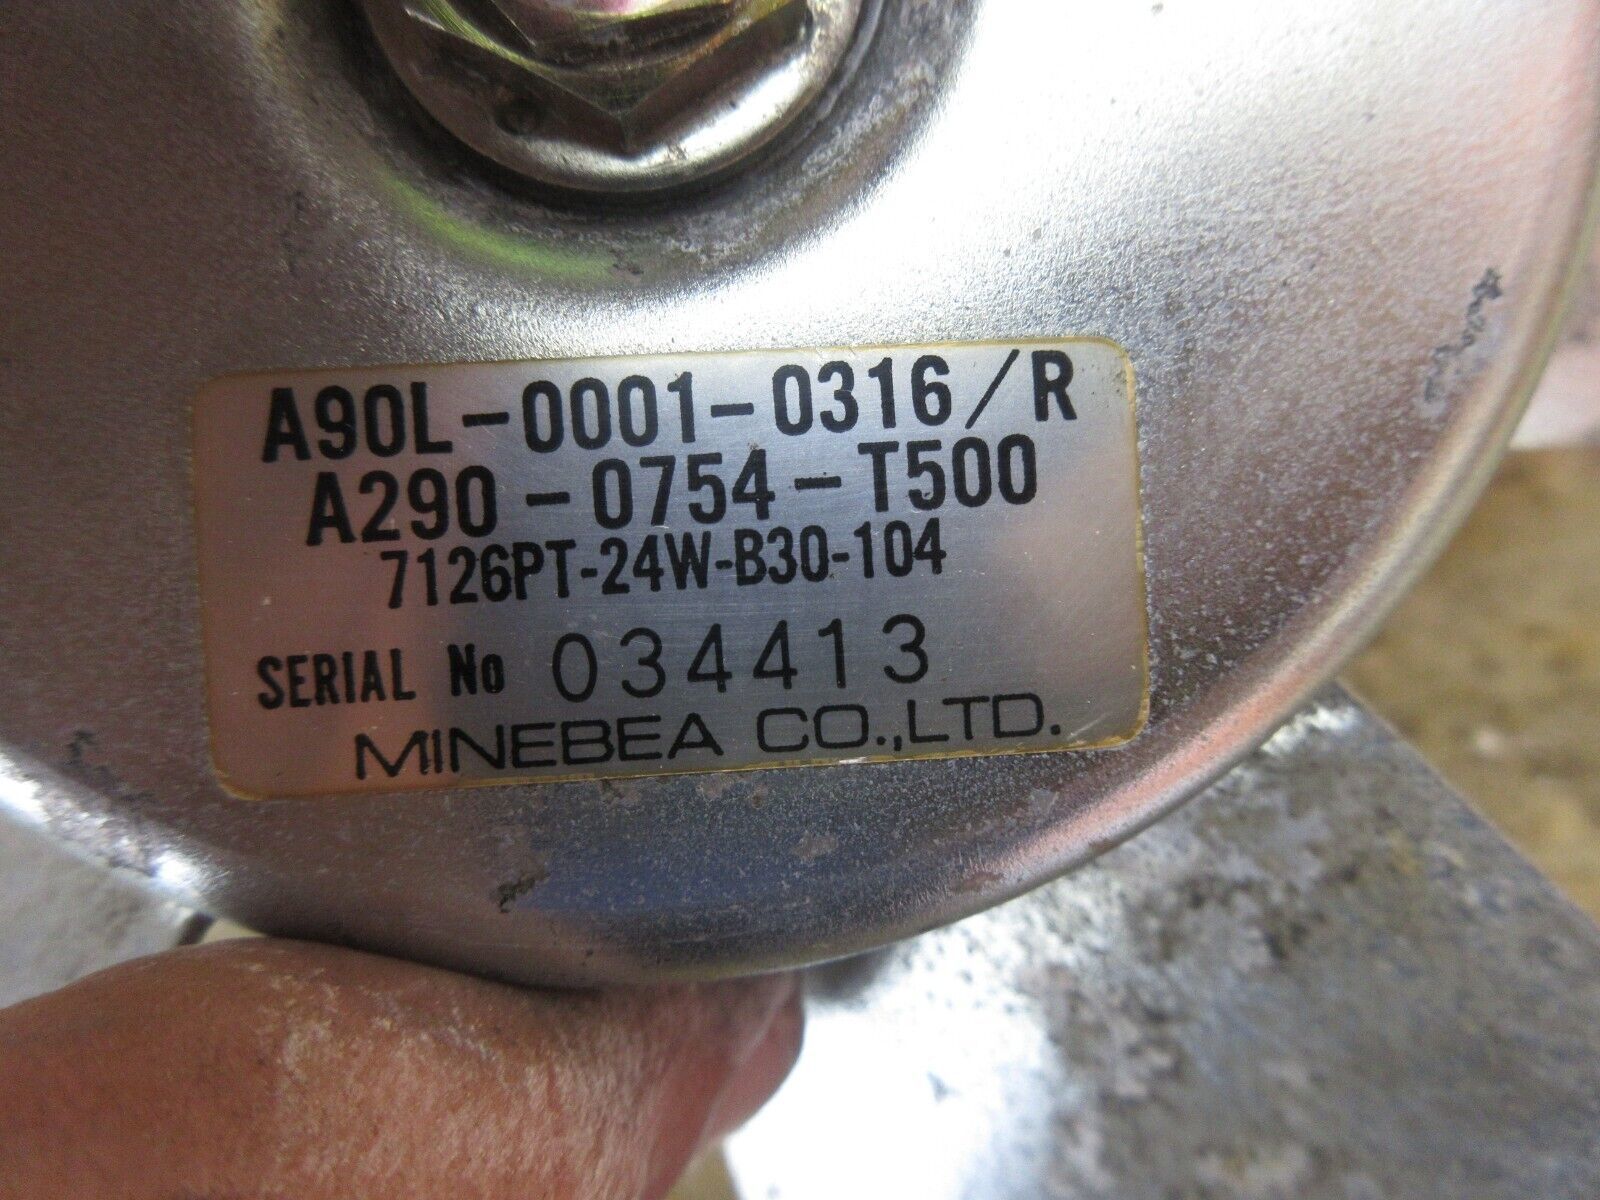 A90L-0001-0316/R
A290-0754-T500
7126PT-24W-B30-104
SERIAL No 034413
MINEBEA CO.,LTD.